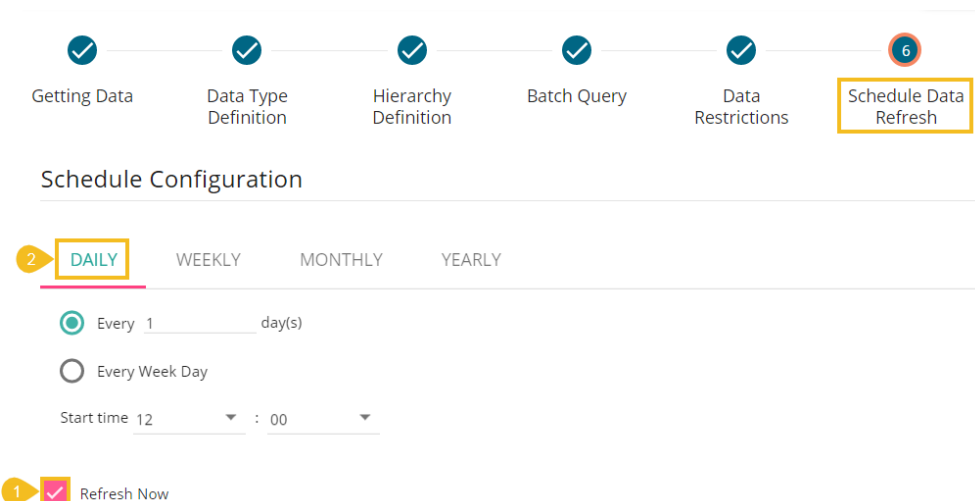 6
Getting Data
Data Type
Definition
Hierarchy
Definition
Batch Query
Data
Restrictions
Schedule Data
Refresh
Schedule Configuration
2 DAILY WEEKLY MONTHLY YEARLY
Every 1 day(s)
Every Week Day
Start time 12 : 00
1 Refresh Now